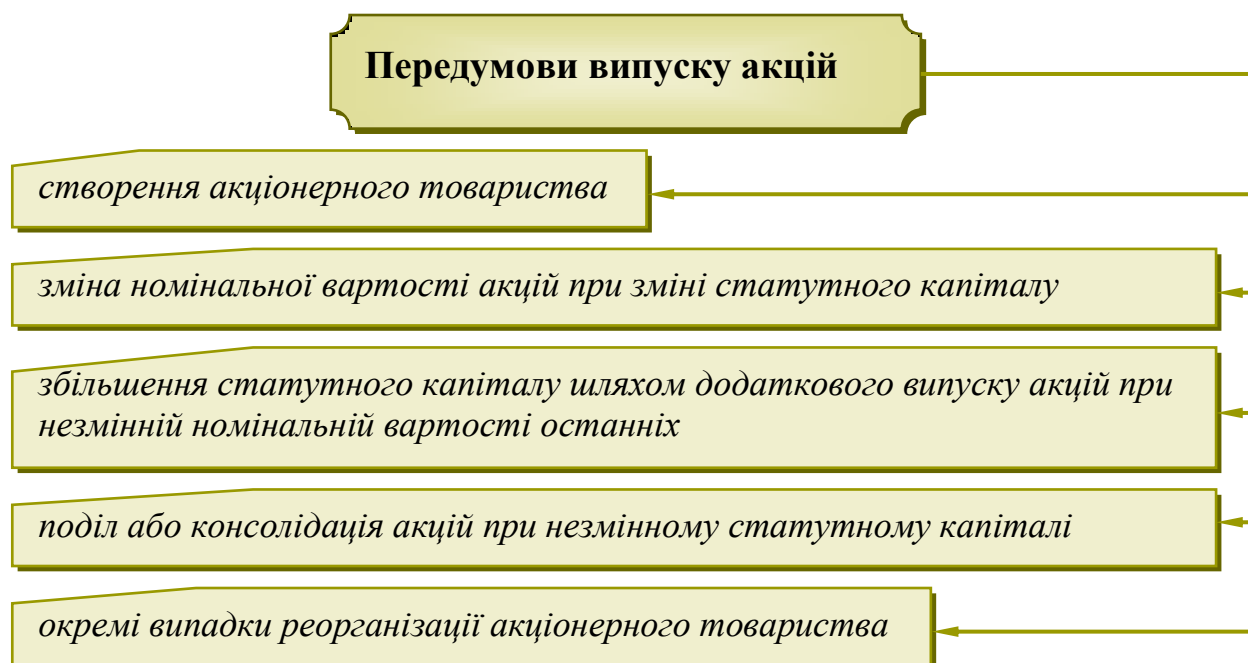 Передумови випуску акцій
створення акціонерного товариства
зміна номінальної вартості акцій при зміні статутного капіталу
збільшення статутного капіталу шляхом додаткового випуску акцій при
незмінній номінальній вартості останніх
поділ або консолідація акцій при незмінному статутному капіталі
окремі випадки реорганізації акціонерного товариства